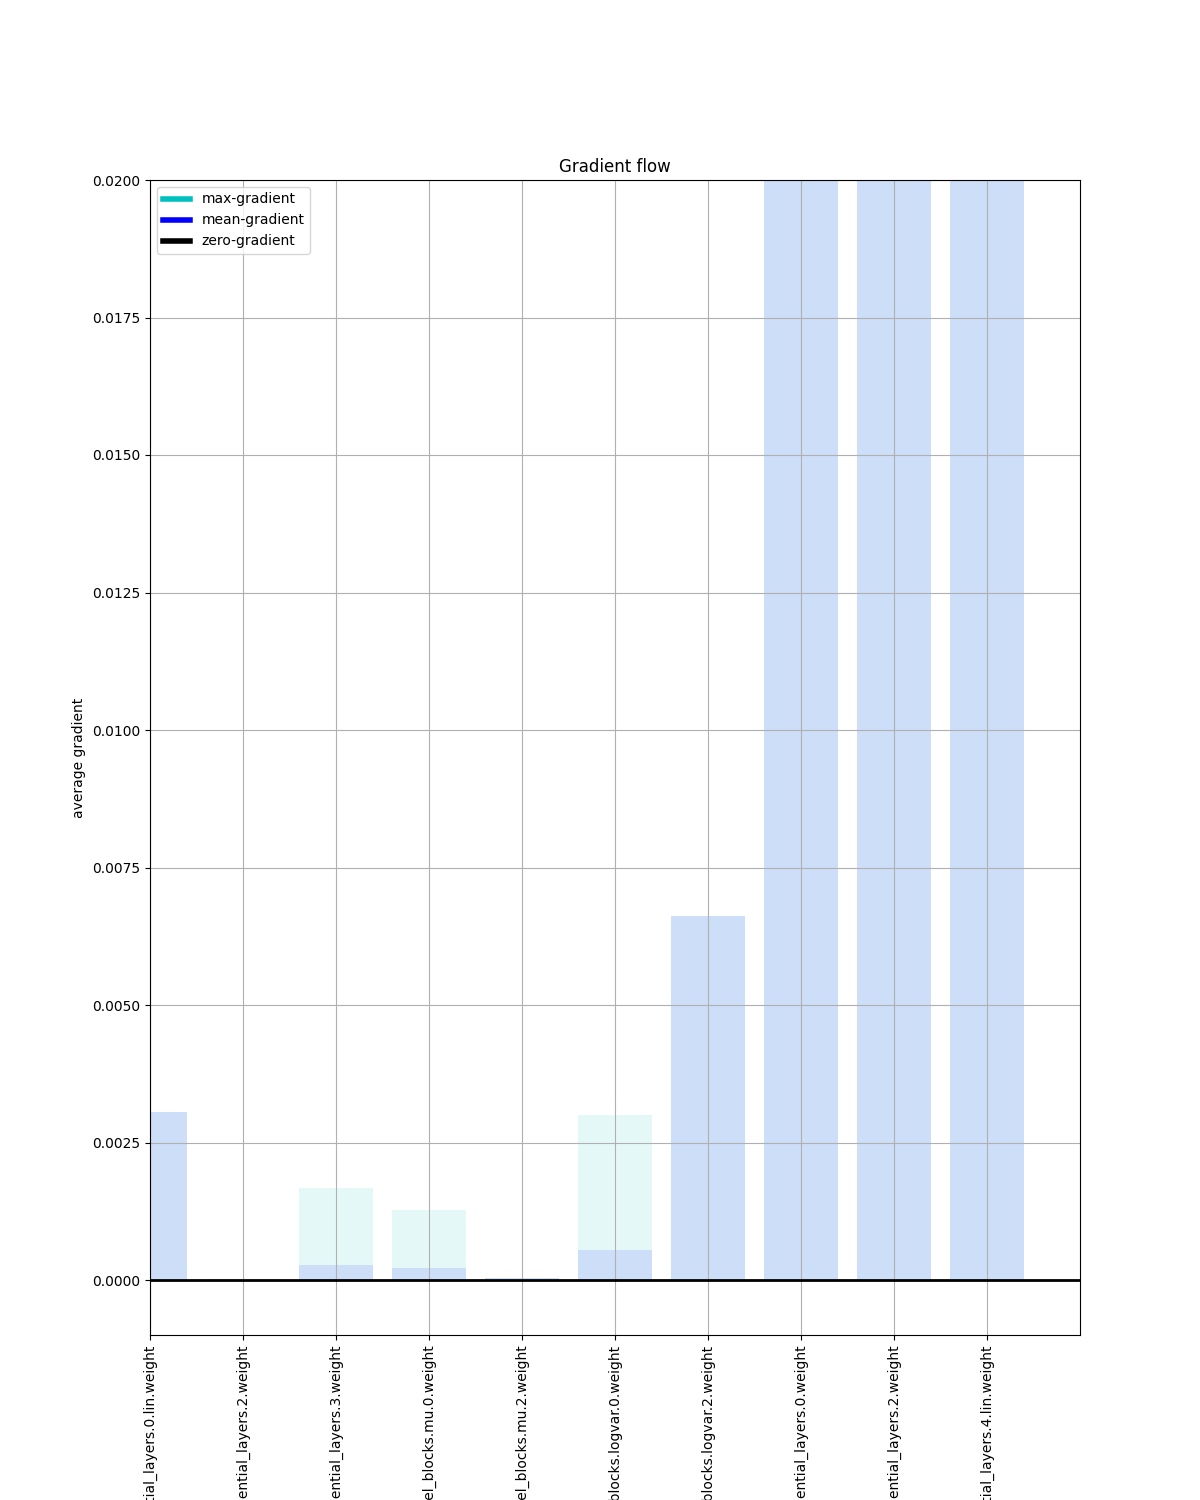 Gradient flow
max-gradient
mean-gradient
zero-gradient
0.0200
0.0175
0.0150
0.0125
0.0100
0.0075
0.0050
0.0025
0.0000
average gradient
tial_layers.0.lin.weight
ential_layers.2.weight
ential_layers.3.weight
el_blocks.mu.0.weight
el_blocks.mu.2.weight
blocks.logvar.0.weight
blocks.logvar.2.weight
ential_layers.0.weight
ential_layers.2.weight
tial_layers.4.lin.weight